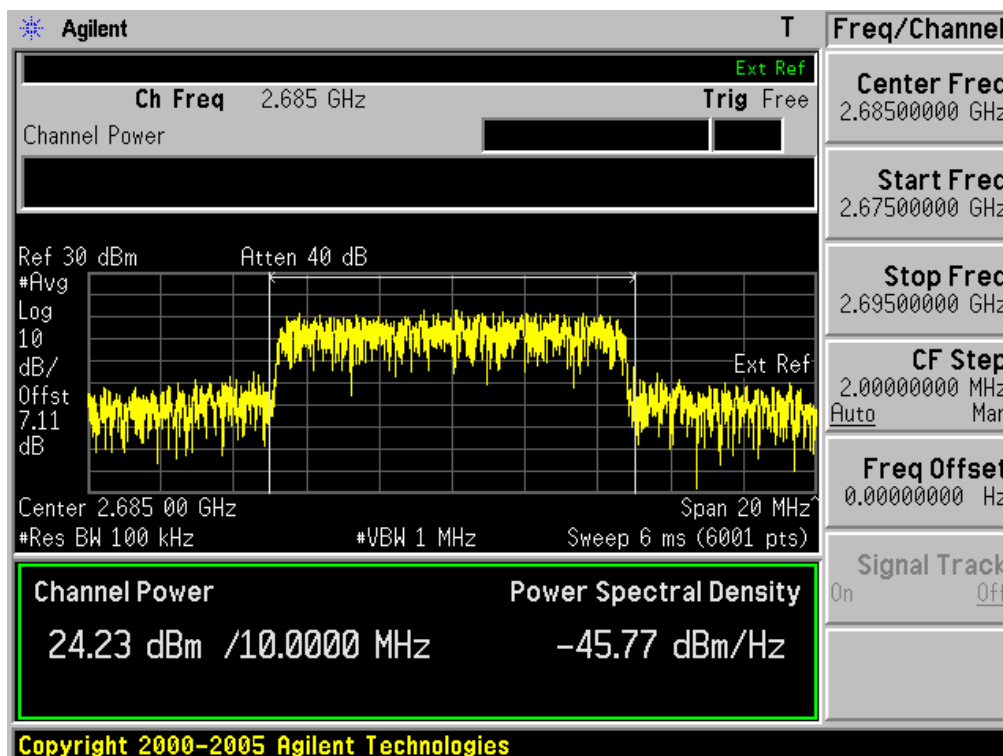 Agilent T Freq/Channel
Ext Ref
Ch Freq 2.685 GHz Trig Free
Channel Power
Center Freq
2.68500000 GHz
Start Freq
2.67500000 GHz
Stop Freq
2.69500000 GHz
CF Step
2.00000000 MHz
Auto Man
Freq Offset
0.00000000 Hz
Signal Track
On Off
Ref 30 dBm Atten 40 dB
#Avg
Log
10
dB/
Offst
7.11
dB
Ext Ref
Center 2.685 00 GHz Span 20 MHz^
#Res BW 100 kHz #VBW 1 MHz Sweep 6 ms (6001 pts)
Channel Power Power Spectral Density
24.23 dBm /10.0000 MHz -45.77 dBm/Hz
Copyright 2000-2005 Agilent Technologies